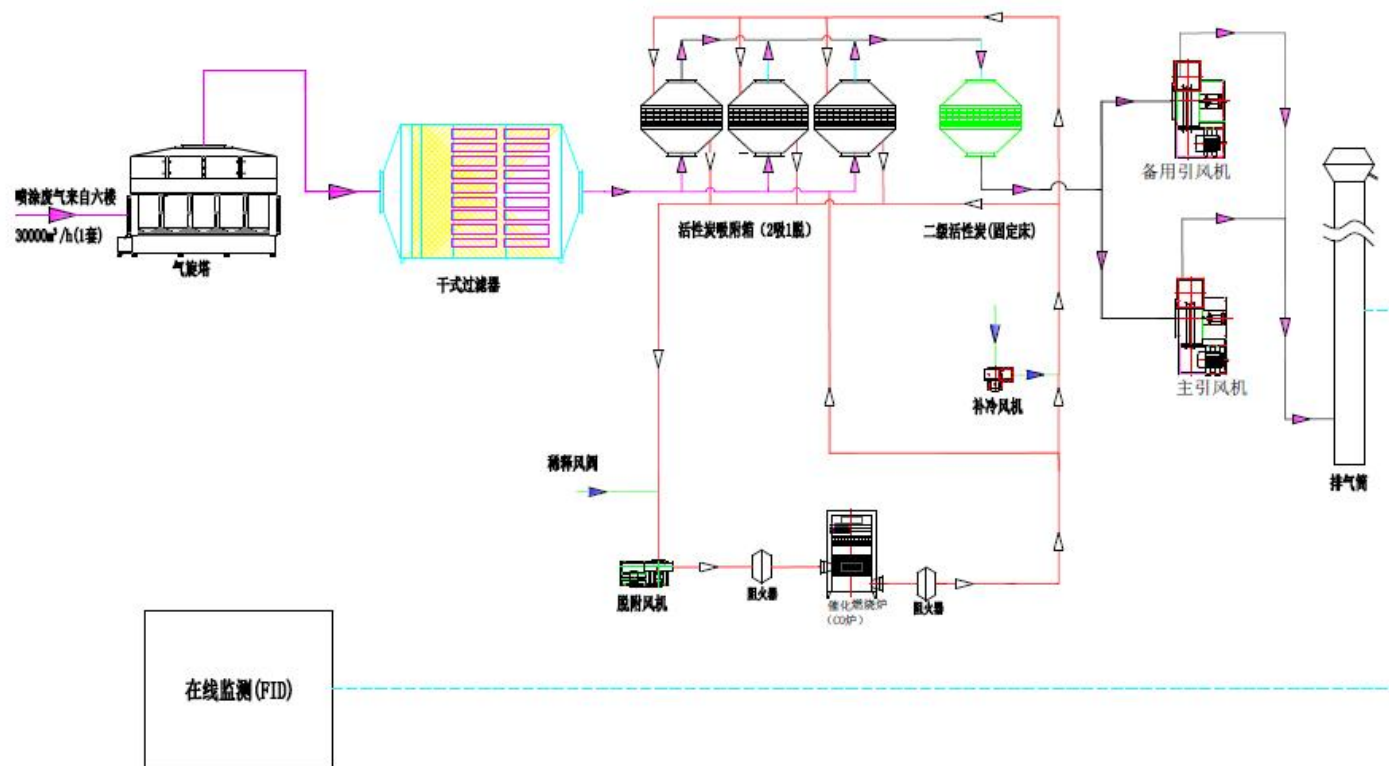 喷涂废气来自六楼
30000m³/h(1套)
气旋塔
干式过滤器
活性炭吸附箱（2吸1脱）
二级活性炭(固定床)
备用引风机
主引风机
补冷风机
排气筒
稀释风阀
脱附风机
阻火器
催化燃烧炉
（CO炉）
阻火器
在线监测(FID)